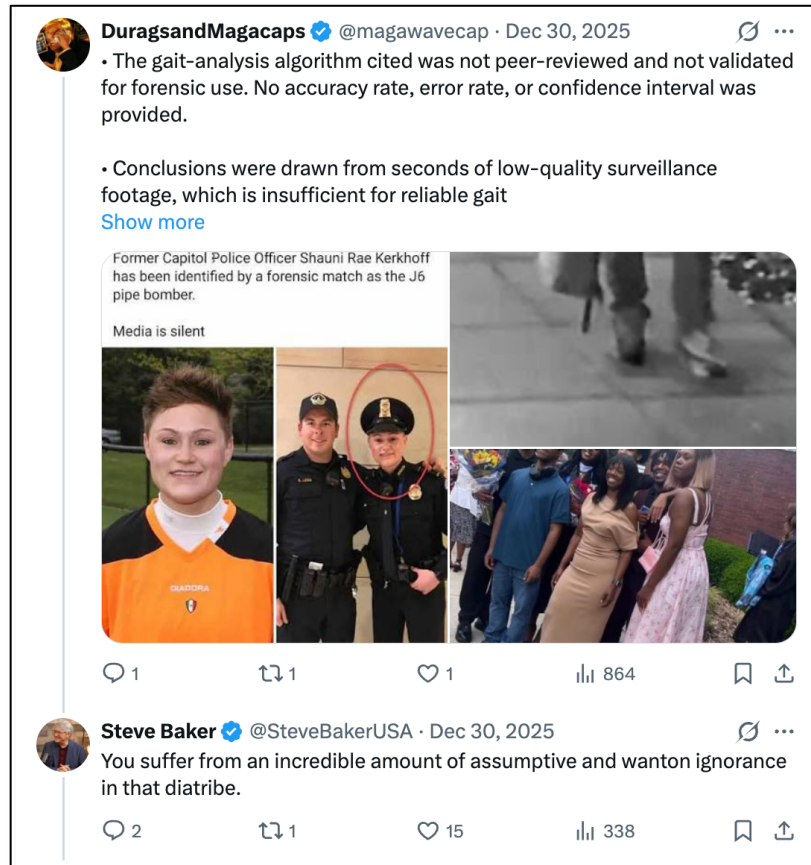 DuragsandMagacaps @magawavecap · Dec 30, 2025
• The gait-analysis algorithm cited was not peer-reviewed and not validated
for forensic use. No accuracy rate, error rate, or confidence interval was
provided.
• Conclusions were drawn from seconds of low-quality surveillance
footage, which is insufficient for reliable gait
Show more
Former Capitol Police Officer Shauni Rae Kerkhoff
has been identified by a forensic match as the J6
pipe bomber.
Media is silent
DIADORA
1 1 1 864
Steve Baker @SteveBakerUSA · Dec 30, 2025
You suffer from an incredible amount of assumptive and wanton ignorance
in that diatribe.
2 1 15 338